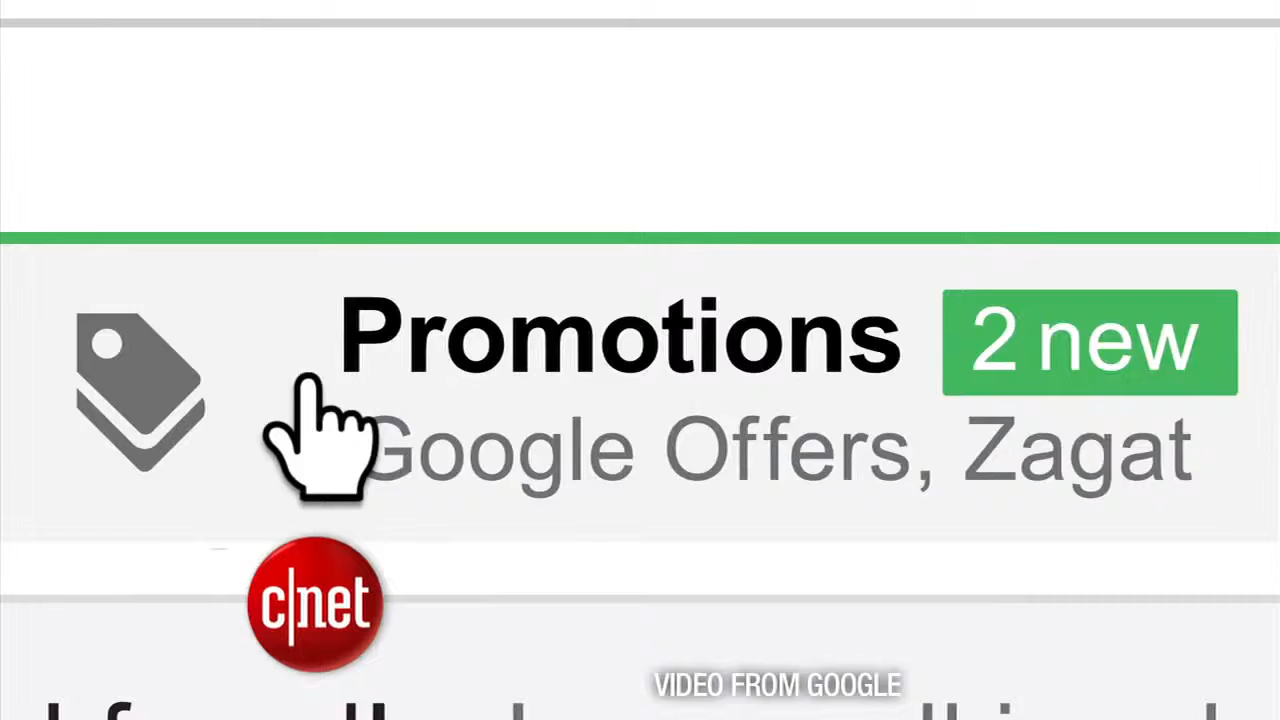 Promotions 2 new
Google Offers, Zagat
c|net
VIDEO FROM GOOGLE